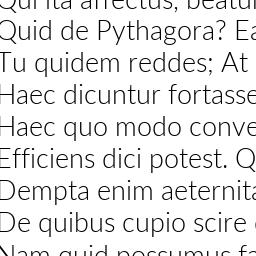 Qui ita affectus, beatur
Quid de Pythagora? Ea
Tu quidem reddes; At
Haec dicuntur fortasse
Haec quo modo conve
Efficiens dici potest. Q
Dempta enim aeternita
De quibus cupio scire
Nam quid possumus fa